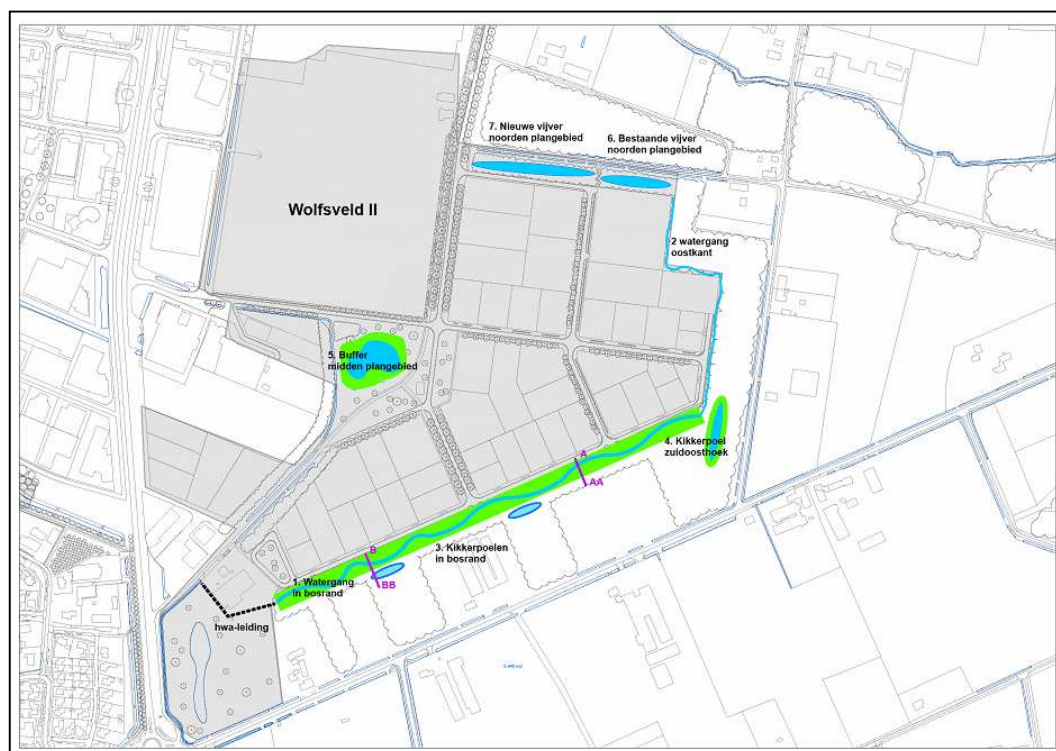 7. Nieuwe vijver
noorden plangebied
6. Bestaande vijver
noorden plangebied
Wolfsveld II
2 watergang
oostkant
5. Buffer
midden plangebied
4. Kikkerpoel
zuidoosthoek
A
AA
3. Kikkerpoelen
in bosrand
B
BB
1. Watergang
in bosrand
hwa-leiding